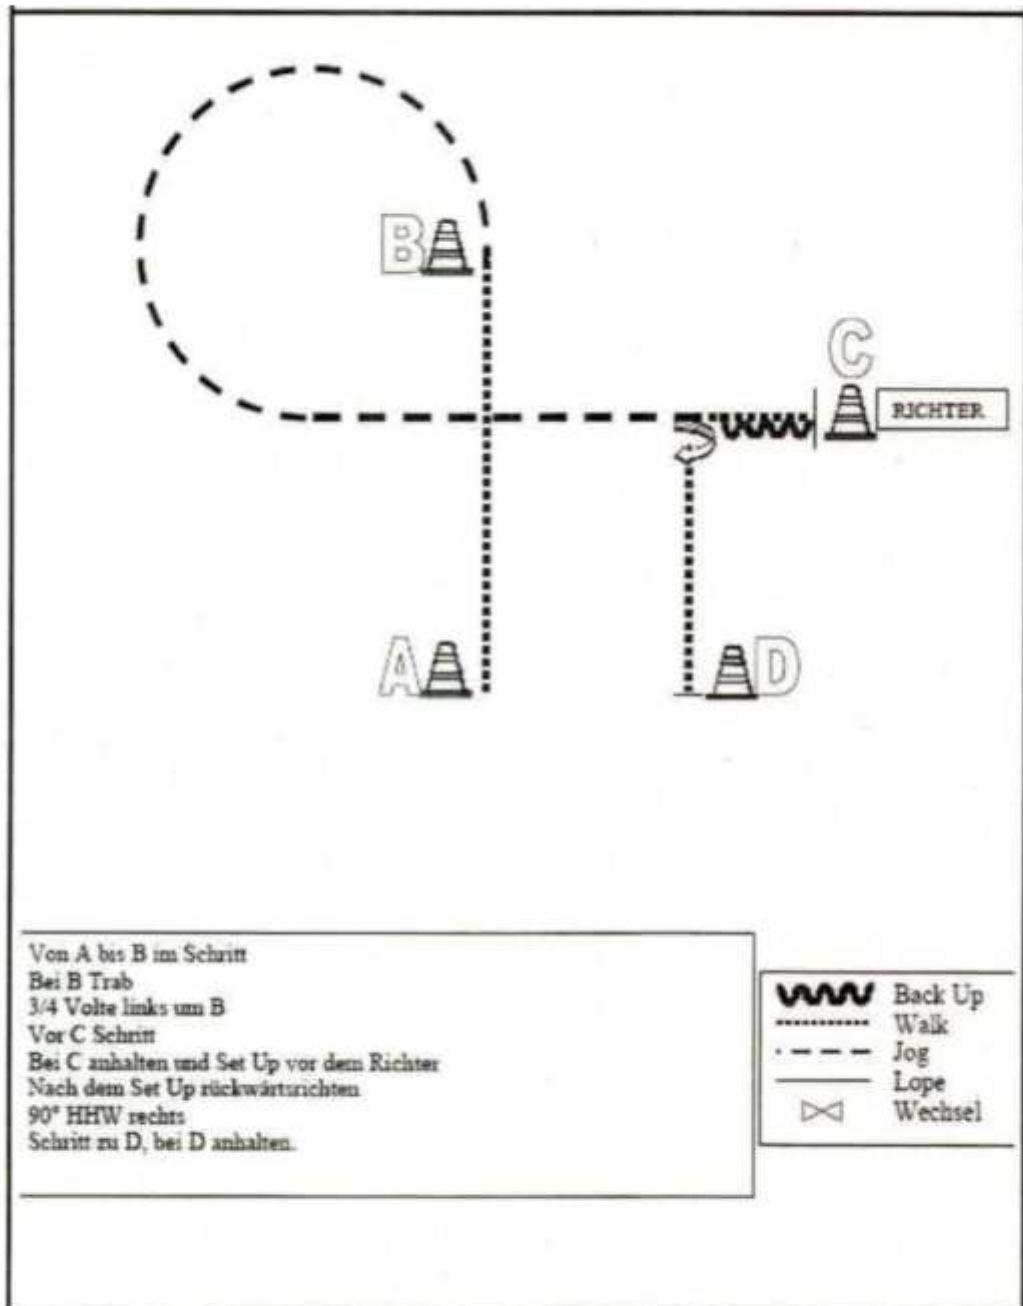 B
C
RICHTER
A
D
Von A bis B im Schritt
Bei B Trab
3/4 Volte links um B
Vor C Schritt
Bei C anhalten und Set Up vor dem Richter
Nach dem Set Up rückwärtsrichten
90° HHW rechts
Schritt zu D, bei D anhalten.
Back Up
Walk
Jog
Lope
Wechsel